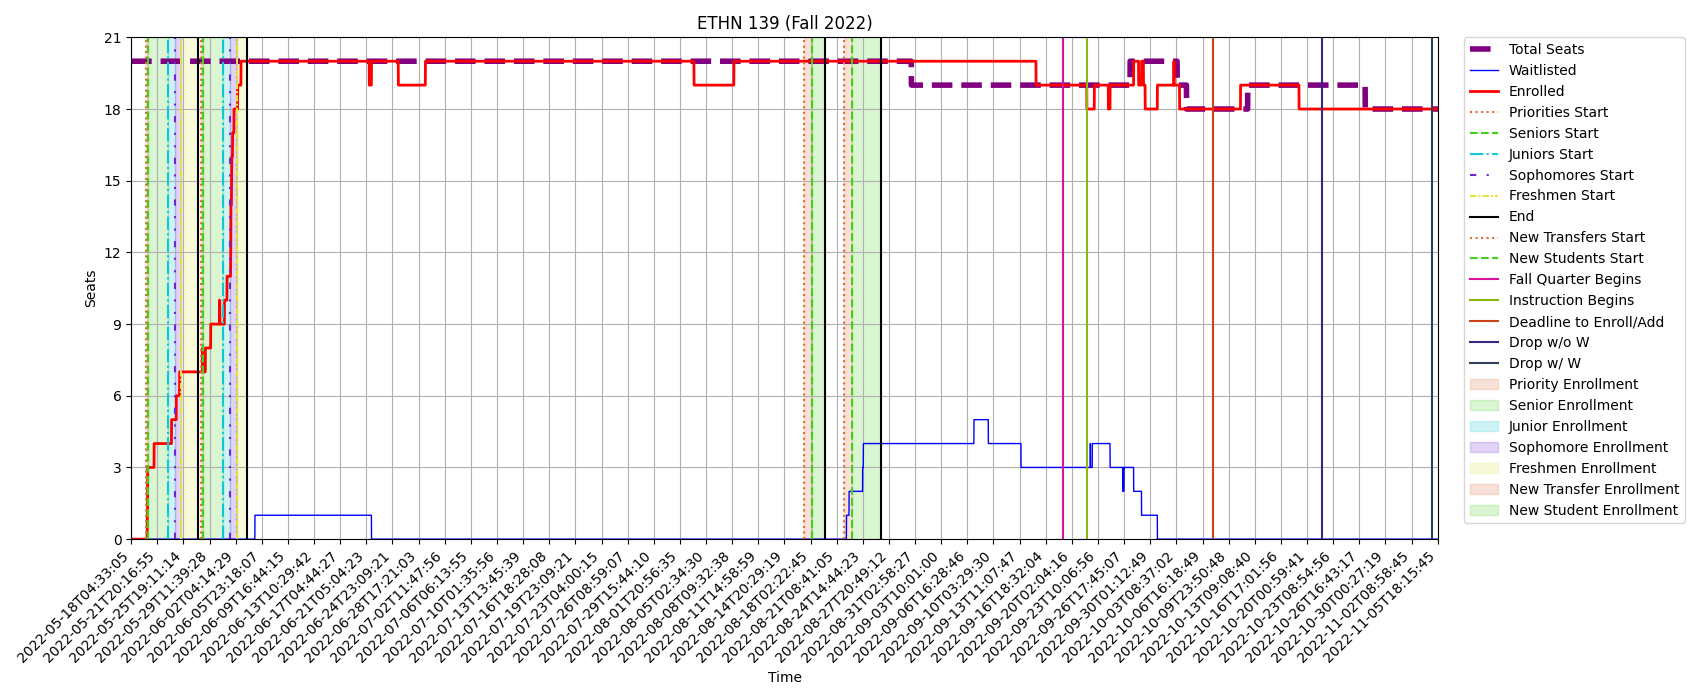 ETHN 139 (Fall 2022)
Seats
21
18
15
12
9
6
3
0
2022-05-18T04:33:05
2022-05-21T20:16:55
2022-05-25T19:11:14
2022-05-29T11:39:28
2022-06-02T04:14:29
2022-06-05T23:18:07
2022-06-09T16:44:15
2022-06-13T10:29:42
2022-06-17T04:44:27
2022-06-21T05:04:23
2022-06-24T23:09:21
2022-06-28T17:21:03
2022-07-02T11:47:56
2022-07-06T06:13:55
2022-07-10T01:35:56
2022-07-13T13:45:39
2022-07-16T18:28:08
2022-07-19T23:09:21
2022-07-23T04:00:15
2022-07-26T08:59:07
2022-07-29T15:44:10
2022-08-01T20:56:35
2022-08-05T02:34:30
2022-08-08T09:32:38
2022-08-11T14:58:59
2022-08-14T20:29:19
2022-08-18T02:22:45
2022-08-21T08:41:05
2022-08-24T14:44:23
2022-08-27T20:49:12
2022-08-31T02:58:27
2022-09-03T10:01:00
2022-09-06T16:28:46
2022-09-10T03:29:30
2022-09-13T11:07:47
2022-09-16T18:32:04
2022-09-20T02:04:16
2022-09-23T10:06:56
2022-09-26T17:45:07
2022-09-30T01:12:49
2022-10-03T08:37:02
2022-10-06T16:18:49
2022-10-09T23:50:48
2022-10-13T09:08:40
2022-10-16T17:01:56
2022-10-20T00:59:41
2022-10-23T08:54:56
2022-10-26T16:43:17
2022-10-30T00:27:19
2022-11-02T08:58:45
2022-11-05T18:15:45
Time
Total Seats
Waitlisted
Enrolled
Priorities Start
Seniors Start
Juniors Start
Sophomores Start
Freshmen Start
End
New Transfers Start
New Students Start
Fall Quarter Begins
Instruction Begins
Deadline to Enroll/Add
Drop w/o W
Drop w/ W
Priority Enrollment
Senior Enrollment
Junior Enrollment
Sophomore Enrollment
Freshmen Enrollment
New Transfer Enrollment
New Student Enrollment